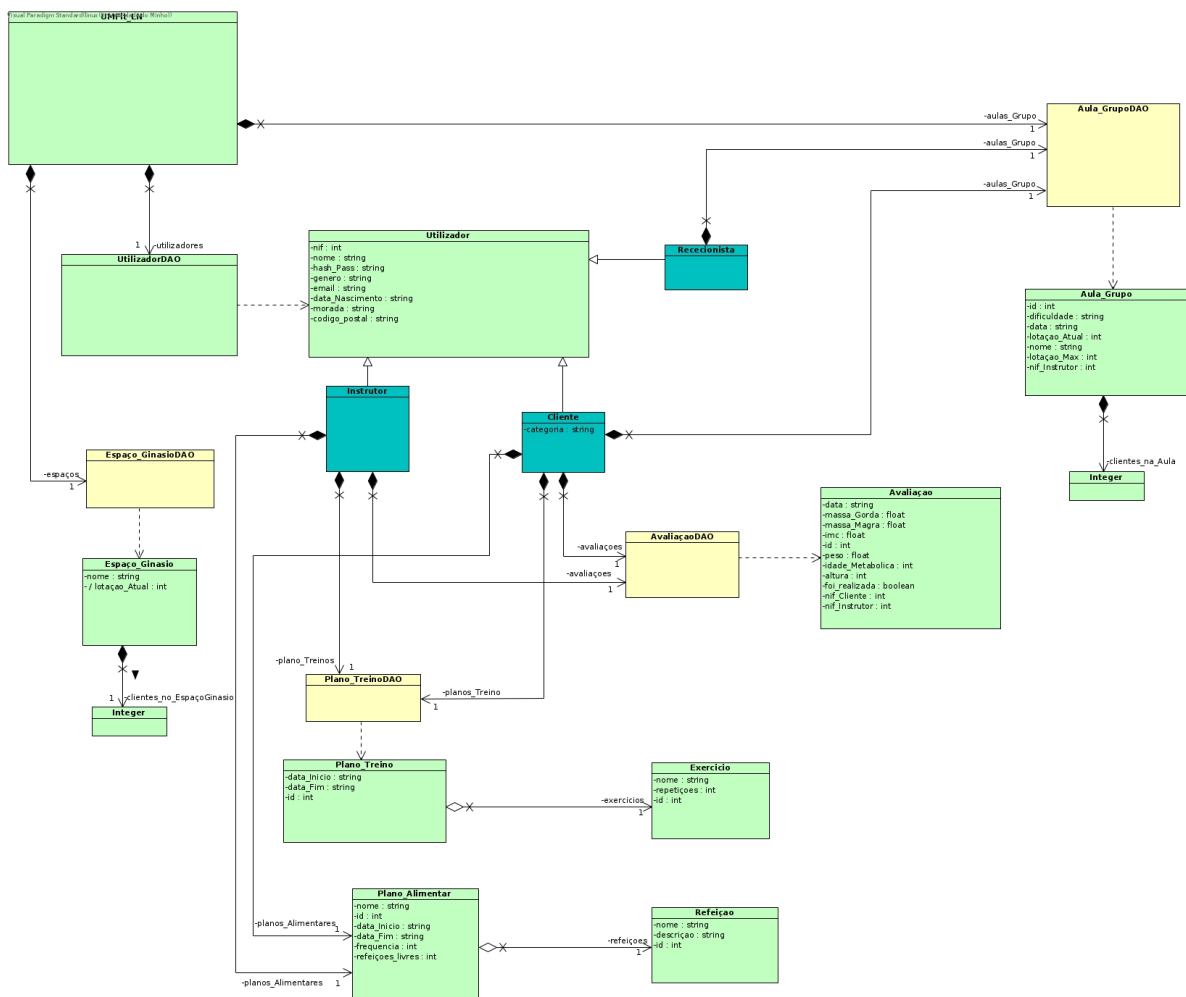 UMFit_LN
Aula_GrupoDAO
-aulas_Grupo
1
-aulas_Grupo
1
-aulas_Grupo
1
1
-utilizadores
UtilizadorDAO
Utilizador
-nif : int
-nome : string
-hash_Pass : string
-genero : string
-email : string
-data_Nascimento : string
-morada : string
-codigo_postal : string
Rececionista
Aula_Grupo
-id : int
-dificuldade : string
-data : string
-lotaçao_Atual : int
-nome : string
-lotaçao_Max : int
-nif_Instrutor : int
Instrutor
Cliente
-categoria : string
-clientes_na_Aula
Integer
Espaço_GinasioDAO
-espaços
1
Avaliaçao
-data : string
-massa_Gorda : float
-massa_Magra : float
-imc : float
-id : int
-peso : float
-idade_Metabolica : int
-altura : int
-foi_realizada : boolean
-nif_Cliente : int
-nif_Instrutor : int
AvaliaçaoDAO
-avaliaçoes
1
-avaliaçoes
1
Espaço_Ginasio
-nome : string
-/ lotaçao_Atual : int
1
-clientes_no_EspaçoGinasio
Integer
-plano_Treinos
1
Plano_TreinoDAO
-planos_Treino
1
Plano_Treino
-data_Inicio : string
-data_Fim : string
-id : int
-exercicios
1
Exercicio
-nome : string
-repetiçoes : int
-id : int
Plano_Alimentar
-nome : string
-id : int
-data_Inicio : string
-data_Fim : string
-frequencia : int
-refeiçoes_livres : int
-planos_Alimentares
1
-planos_Alimentares
1
-refeiçoes
1
Refeiçao
-nome : string
-descriçao : string
-id : int